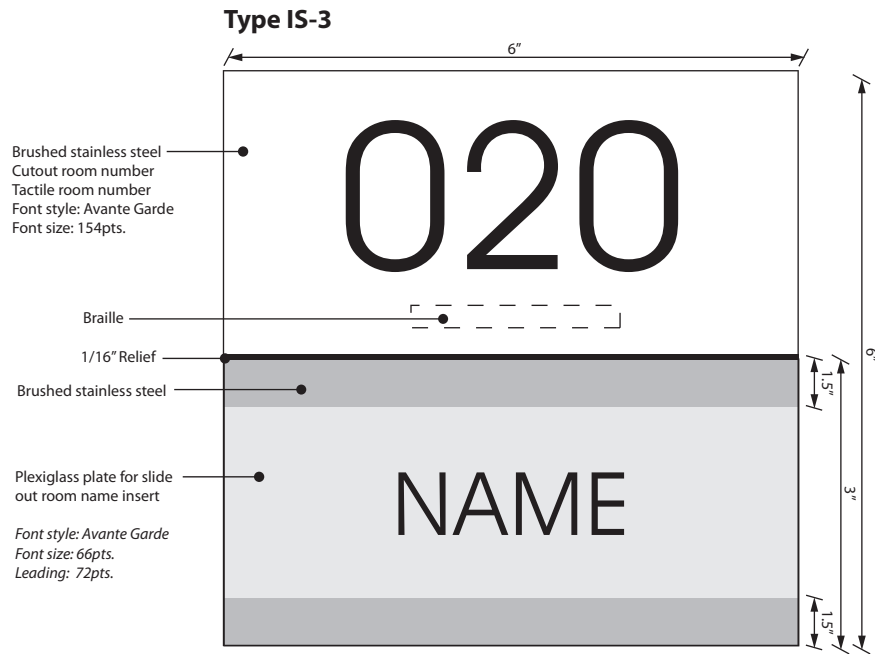 Type IS-3
6”
020
Brushed stainless steel
Cutout room number
Tactile room number
Font style: Avante Garde
Font size: 154pts.
Braille
1/16” Relief
6”
Brushed stainless steel
1.5”
Plexiglass plate for slide
out room name insert
NAME
3”
Font style: Avante Garde
Font size: 66pts.
Leading: 72pts.
1.5”